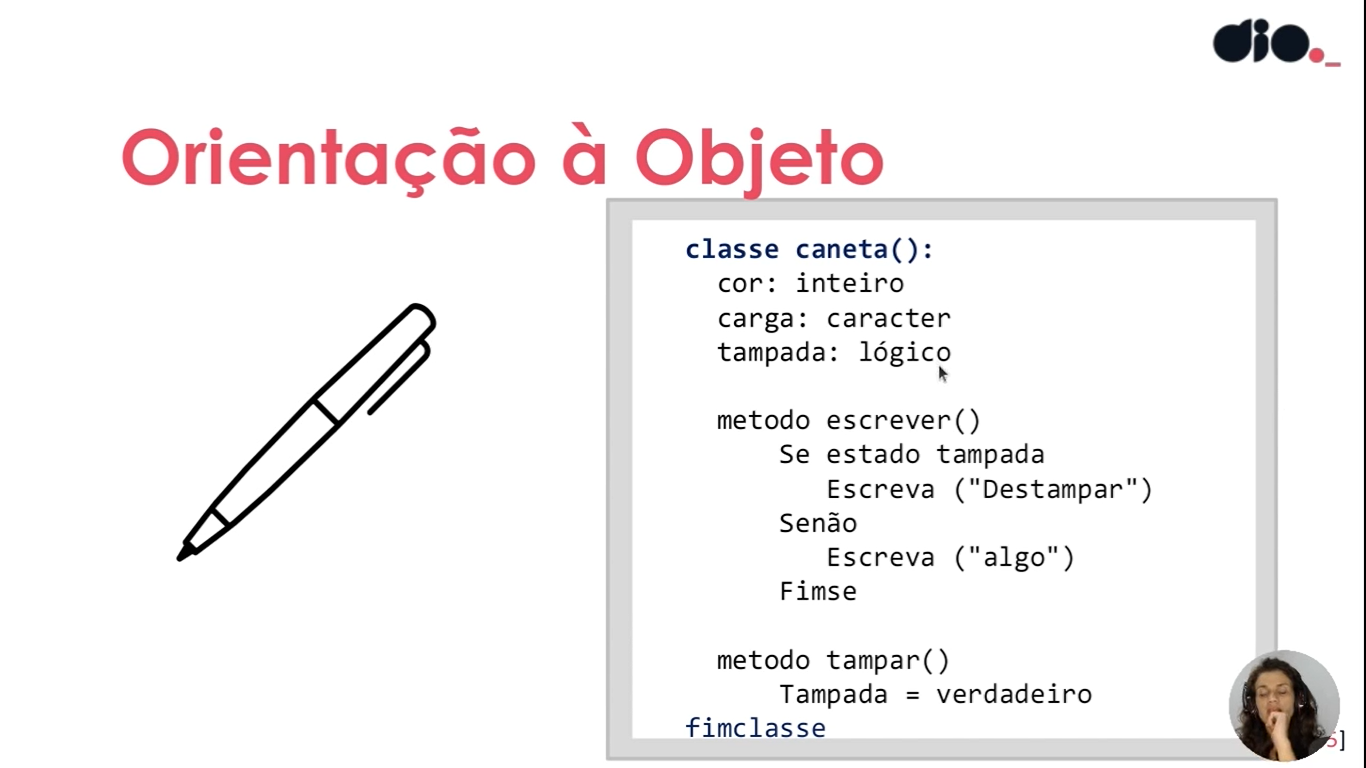 dio._
Orientação à Objeto
classe caneta():
cor: inteiro
carga: caracter
tampada: lógico
metodo escrever()
Se estado tampada
Escreva ("Destampar")
Senão
Escreva ("algo")
Fimse
metodo tampar()
Tampada = verdadeiro
fimclasse
5]